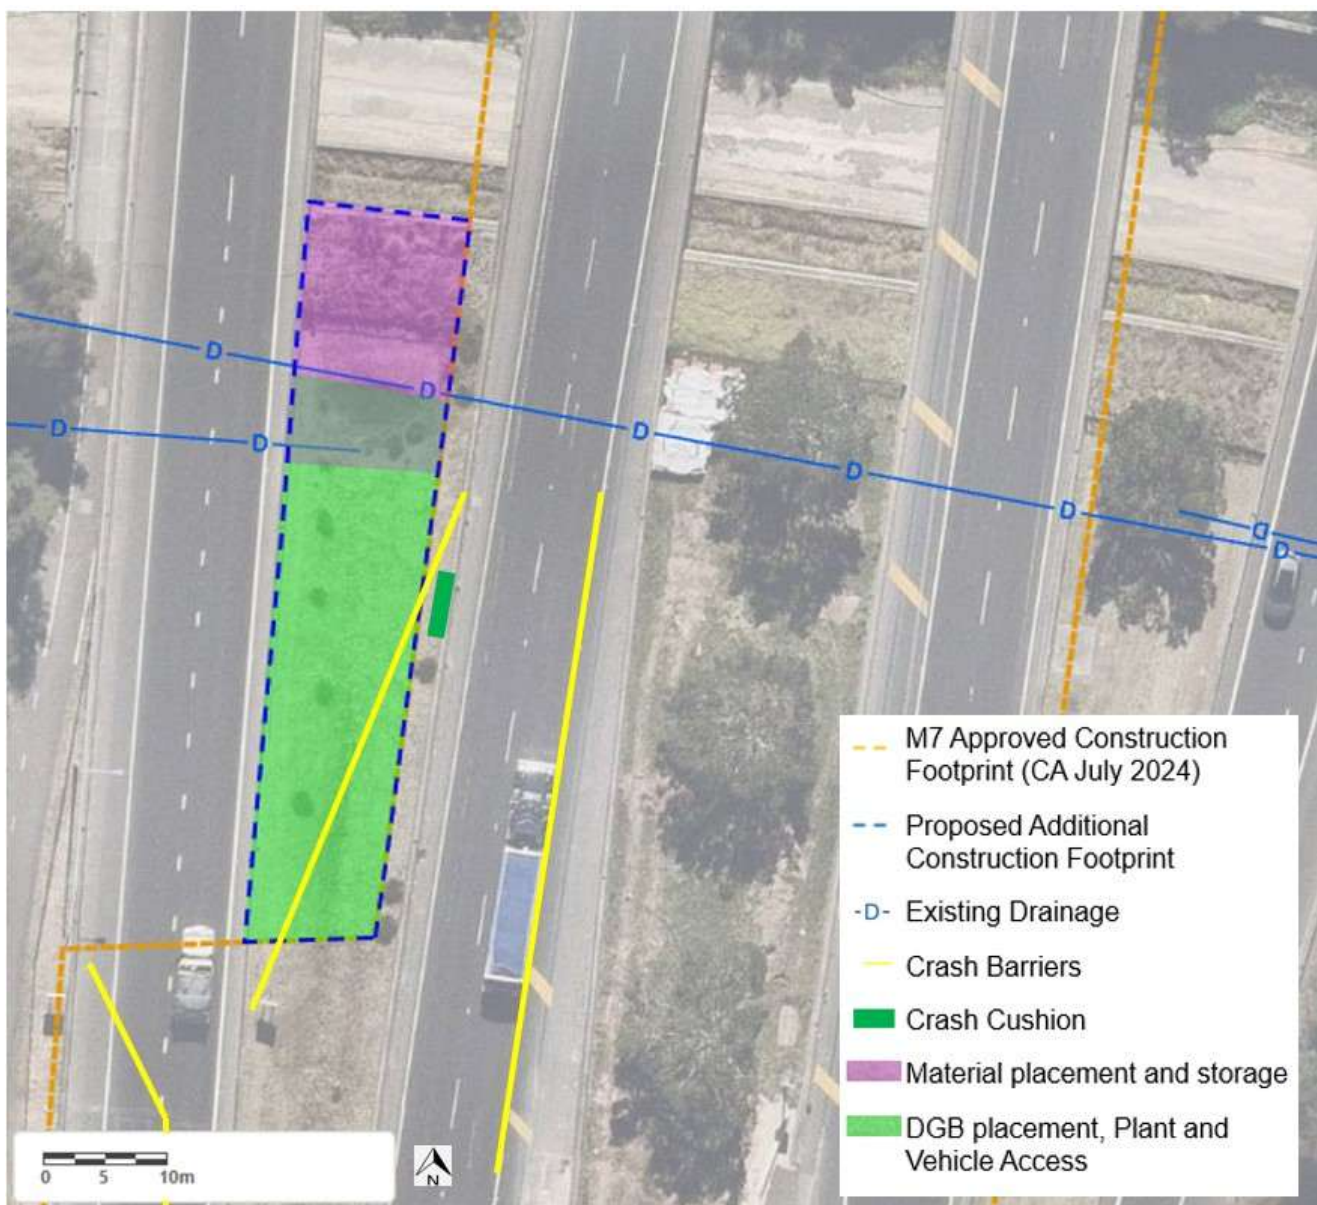 D
D
D
D
D
D
D
D
D
D
M7 Approved Construction
Footprint (CA July 2024)
Proposed Additional
Construction Footprint
-D- Existing Drainage
Crash Barriers
Crash Cushion
Material placement and storage
DGB placement, Plant and
Vehicle Access
0 5 10m
N